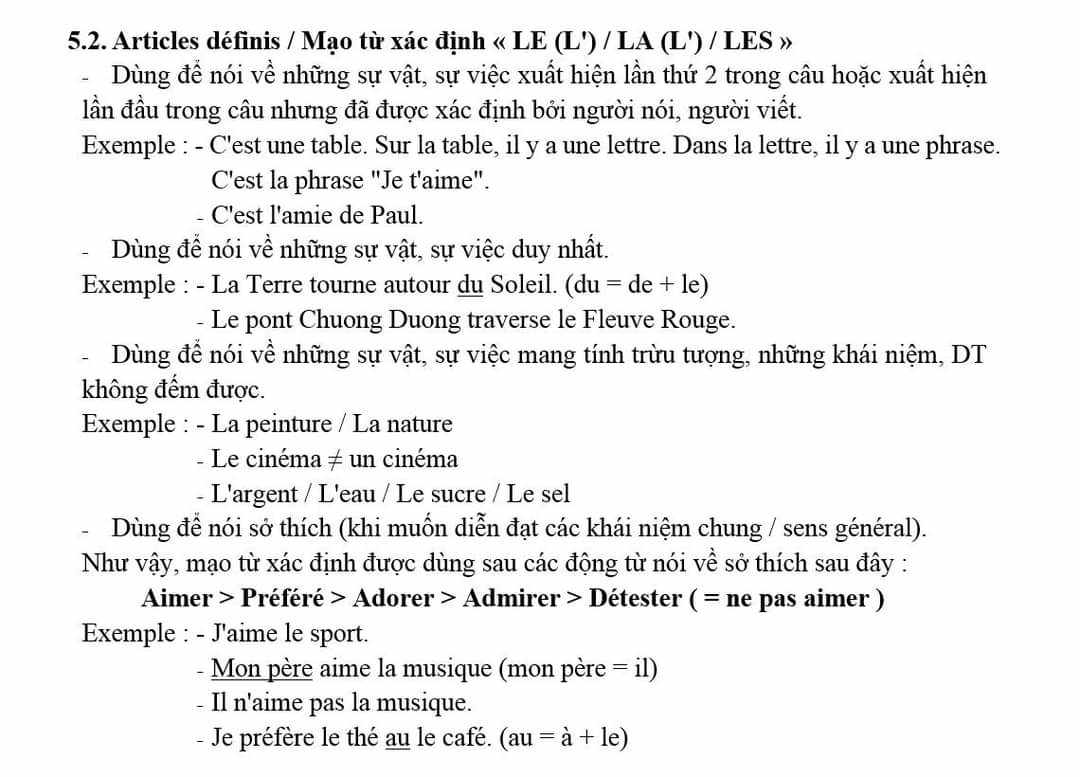 5.2. Articles définis / Mạo từ xác định « LE (L') / LA (L') / LES »
- Dùng để nói về những sự vật, sự việc xuất hiện lần thứ 2 trong câu hoặc xuất hiện
lần đầu trong câu nhưng đã được xác định bởi người nói, người viết.
Exemple : - C'est une table. Sur la table, il y a une lettre. Dans la lettre, il y a une phrase.
C'est la phrase "Je t'aime".
- C'est l'amie de Paul.
- Dùng để nói về những sự vật, sự việc duy nhất.
Exemple : - La Terre tourne autour du Soleil. (du = de + le)
- Le pont Chuong Duong traverse le Fleuve Rouge.
- Dùng để nói về những sự vật, sự việc mang tính trừu tượng, những khái niệm, DT
không đếm được.
Exemple : - La peinture / La nature
- Le cinéma ≠ un cinéma
- L'argent / L'eau / Le sucre / Le sel
- Dùng để nói sở thích (khi muốn diễn đạt các khái niệm chung / sens général).
Như vậy, mạo từ xác định được dùng sau các động từ nói về sở thích sau đây :
Aimer > Préféré > Adorer > Admirer > Détester ( = ne pas aimer )
Exemple : - J'aime le sport.
- Mon père aime la musique (mon père = il)
- Il n'aime pas la musique.
- Je préfère le thé au le café. (au = à + le)